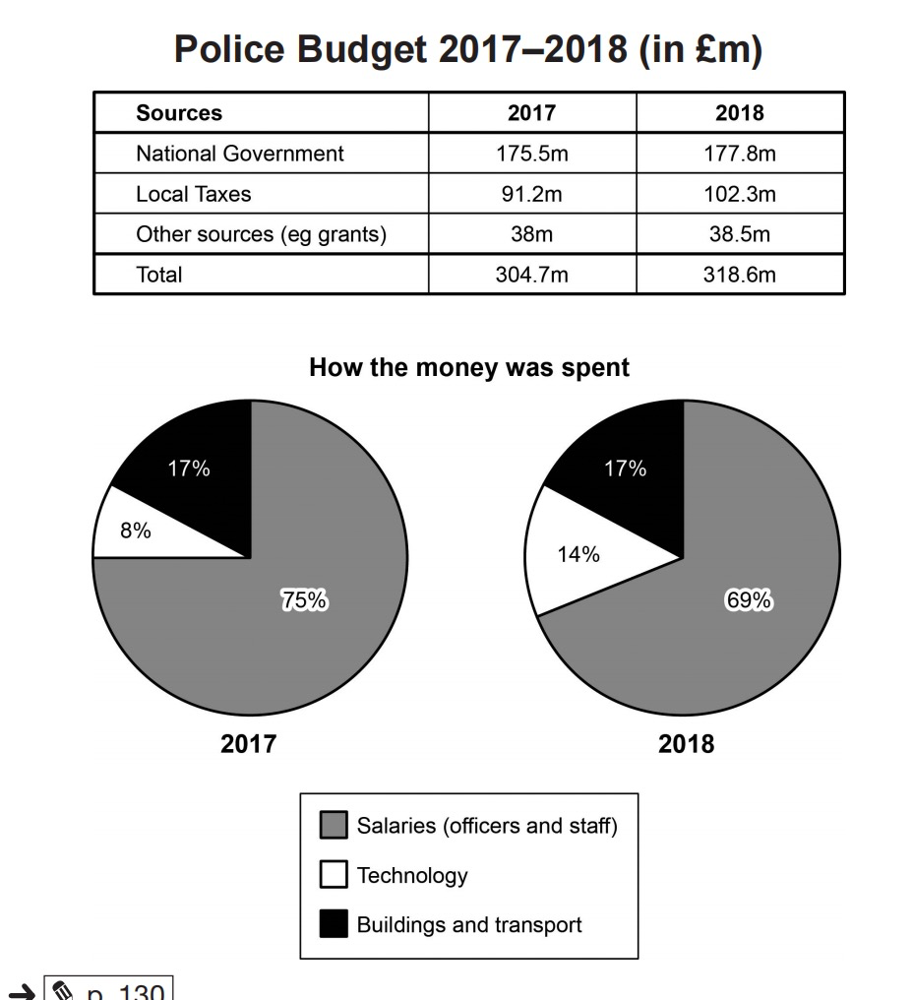 Police Budget 2017–2018 (in £m)
Sources 2017 2018
National Government 175.5m 177.8m
Local Taxes 91.2m 102.3m
Other sources (eg grants) 38m 38.5m
Total 304.7m 318.6m
How the money was spent
17%
8%
75%
2017
17%
14%
69%
2018
Salaries (officers and staff)
Technology
Buildings and transport
p. 130